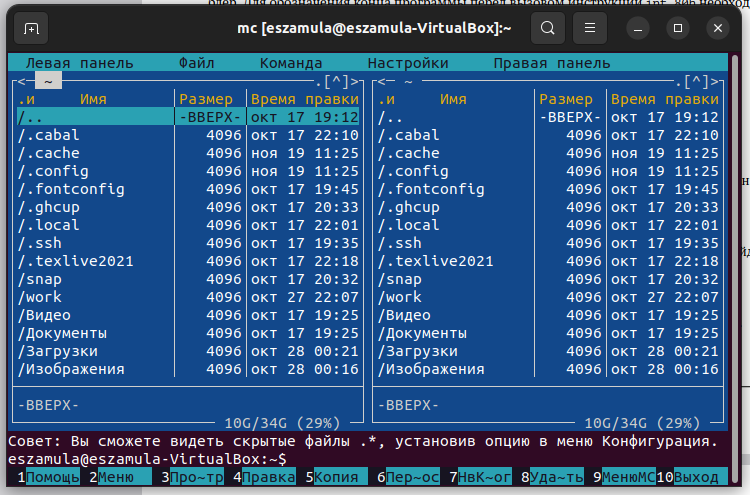 mc [eszamula@eszamula-VirtualBox]:~
Левая панель Файл Команда Настройки Правая панель
<─ ~ .[^]> <─ ~ .[^]>
.и Имя Размер Время правки .и Имя Размер Время правки
/.. -ВВЕРХ- окт 17 19:12 /.. -ВВЕРХ- окт 17 19:12
/.cabal 4096 окт 17 22:10 /.cabal 4096 окт 17 22:10
/.cache 4096 ноя 19 11:25 /.cache 4096 ноя 19 11:25
/.config 4096 ноя 19 11:25 /.config 4096 ноя 19 11:25
/.fontconfig 4096 окт 17 19:45 /.fontconfig 4096 окт 17 19:45
/.ghcup 4096 окт 17 20:33 /.ghcup 4096 окт 17 20:33
/.local 4096 окт 17 22:01 /.local 4096 окт 17 22:01
/.ssh 4096 окт 17 19:35 /.ssh 4096 окт 17 19:35
/.texlive2021 4096 окт 17 22:18 /.texlive2021 4096 окт 17 22:18
/snap 4096 окт 17 20:32 /snap 4096 окт 17 20:32
/work 4096 окт 27 22:07 /work 4096 окт 27 22:07
/Видео 4096 окт 17 19:25 /Видео 4096 окт 17 19:25
/Документы 4096 окт 17 19:25 /Документы 4096 окт 17 19:25
/Загрузки 4096 окт 28 00:21 /Загрузки 4096 окт 28 00:21
/Изображения 4096 окт 28 00:16 /Изображения 4096 окт 28 00:16
-ВВЕРХ- -ВВЕРХ-
10G/34G (29%) 10G/34G (29%)
Совет: Вы сможете видеть скрытые файлы .*, установив опцию в меню Конфигурация.
eszamula@eszamula-VirtualBox:~$
1Помощь 2Меню 3Про~тр 4Правка 5Копия 6Пер~ос 7НвК~ог 8Уда~ть 9МенюМС 10Выход